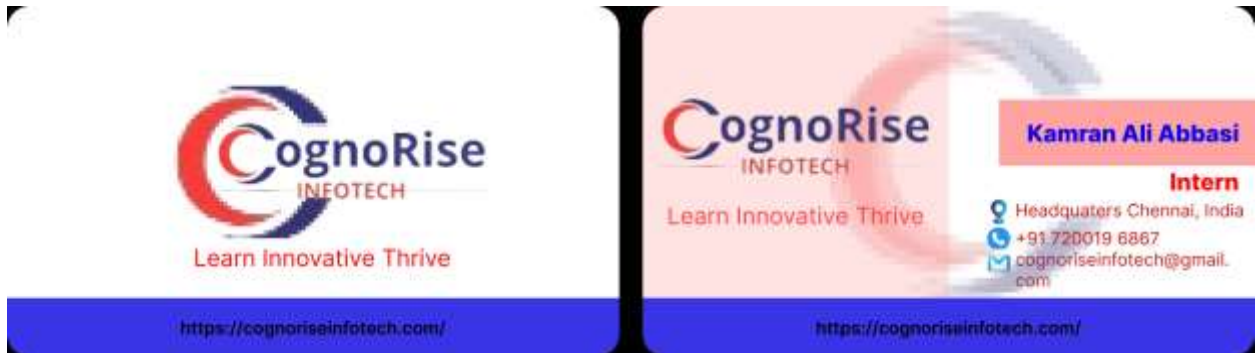 CognoRise
INFOTECH
Learn Innovative Thrive
https://cognoriseinfotech.com/
CognoRise
INFOTECH
Learn Innovative Thrive
Kamran Ali Abbasi
Intern
Headquaters Chennai, India
+91 720019 6867
cognoriseinfotech@gmail.
com
https://cognoriseinfotech.com/